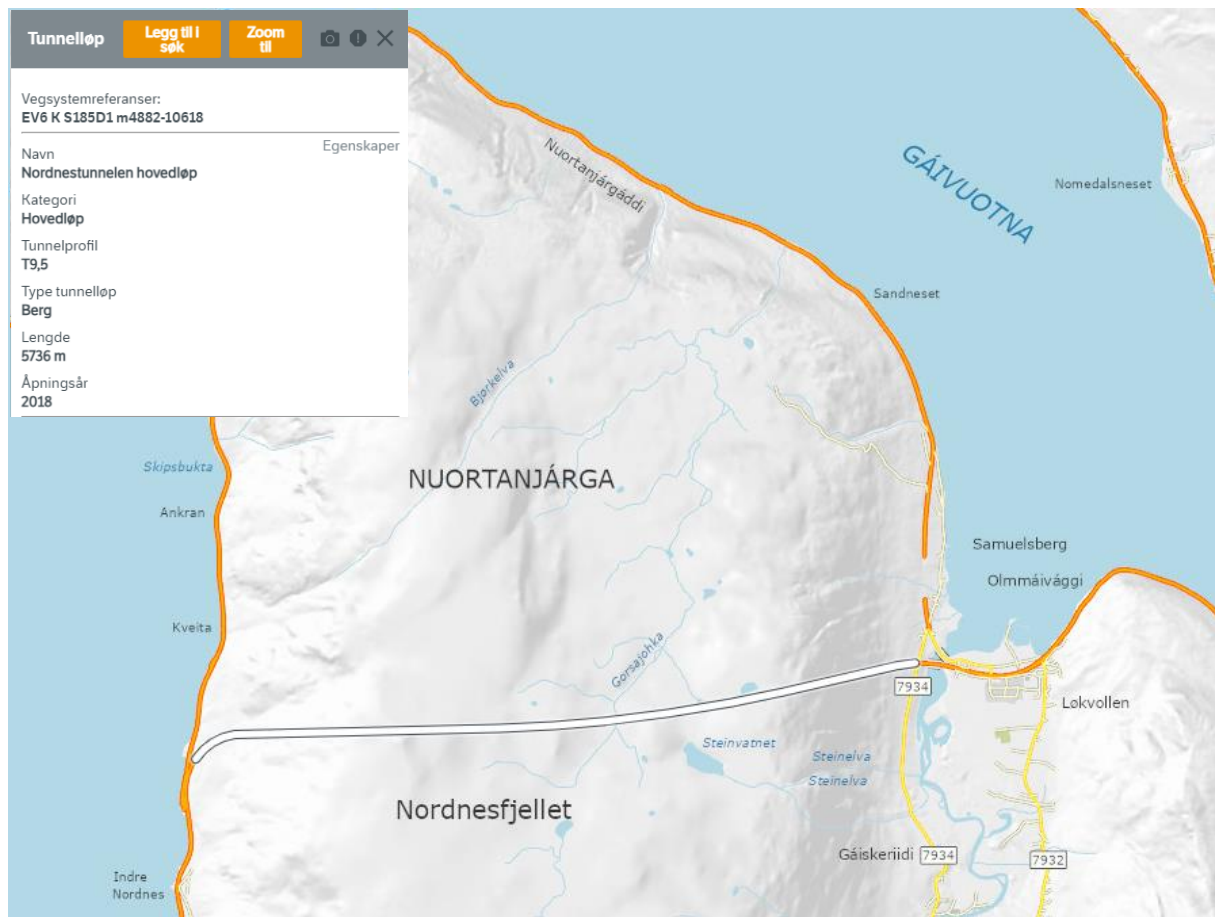 Tunnelløp
Legg til i
søk
Zoom
til
Vegsystemreferanser:
EV6 K S185D1 m4882-10618
Egenskaper
Navn
Nordnestunnelen hovedløp
Kategori
Hovedløp
Tunnelprofil
T9,5
Type tunnelløp
Berg
Lengde
5736 m
Åpningsår
2018
Nuortanjárgáddi
GÁIVUOTNA
Nomedalsneset
Sandneset
Bjørkelva
Skipsbukta
NUORTANJÁRGA
Ankran
Samuelsberg
Olmmáivággi
Kveita
Gorsajohka
7934
Løkvollen
Steinvatnet
Steinelva
Steinelva
Nordnesfjellet
Gáiskeriidi
7934
7932
Indre
Nordnes